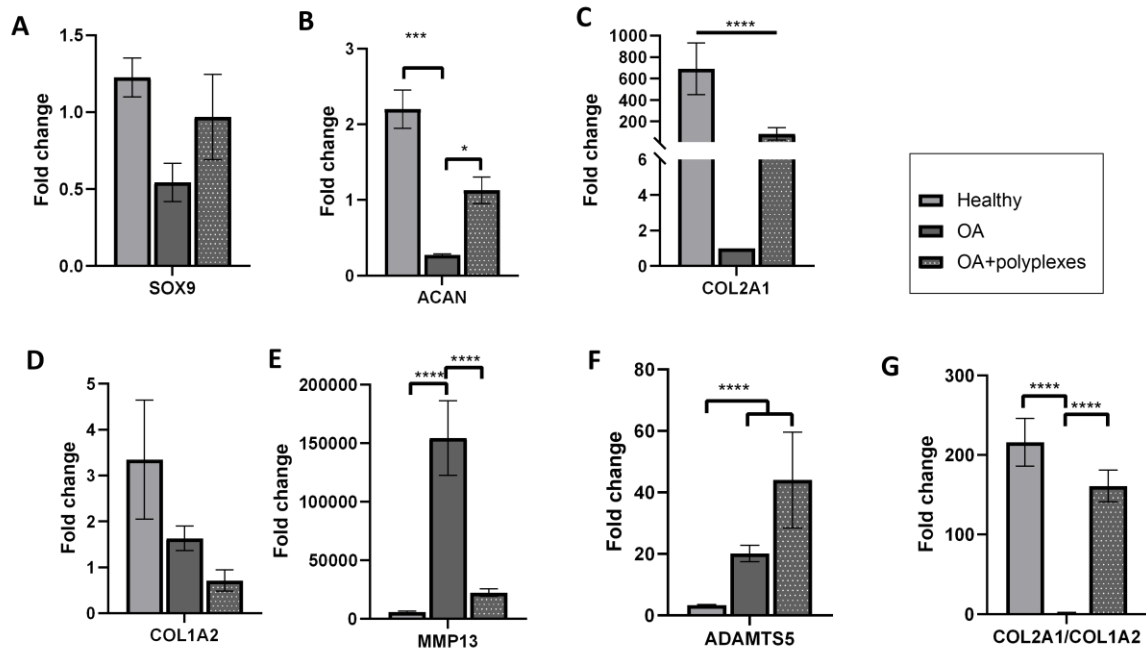 A
Fold change
1.5
1.0
0.5
0.0
SOX9
B
Fold change
3
2
1
0
***
*
ACAN
C
Fold change
1000
800
600
400
200
6
4
2
0
****
COL2A1
Healthy
OA
OA+polyplexes
D
Fold change
5
4
3
2
1
0
COL1A2
E
Fold change
200000
150000
100000
50000
0
****
****
MMP13
F
Fold change
80
60
40
20
0
****
ADAMTS5
G
Fold change
300
200
100
0
****
****
COL2A1/COL1A2